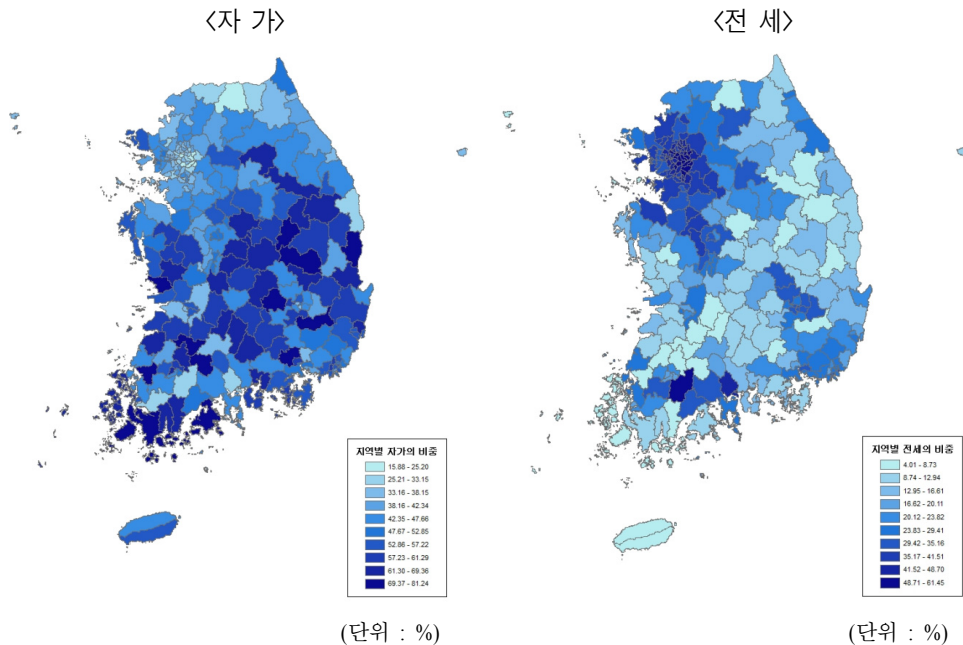 <자 가>
<전 세>
지역별 자가의 비중
15.88 - 25.20
25.21 - 33.15
33.16 - 38.15
38.16 - 42.34
42.35 - 47.66
47.67 - 52.85
52.86 - 57.22
57.23 - 61.29
61.30 - 69.36
69.37 - 81.24
지역별 전세의 비중
4.01 - 8.73
8.74 - 12.94
12.95 - 16.61
16.62 - 20.11
20.12 - 23.82
23.83 - 29.41
29.42 - 35.16
35.17 - 41.51
41.52 - 48.70
48.71 - 61.45
(단위 : %)
(단위 : %)